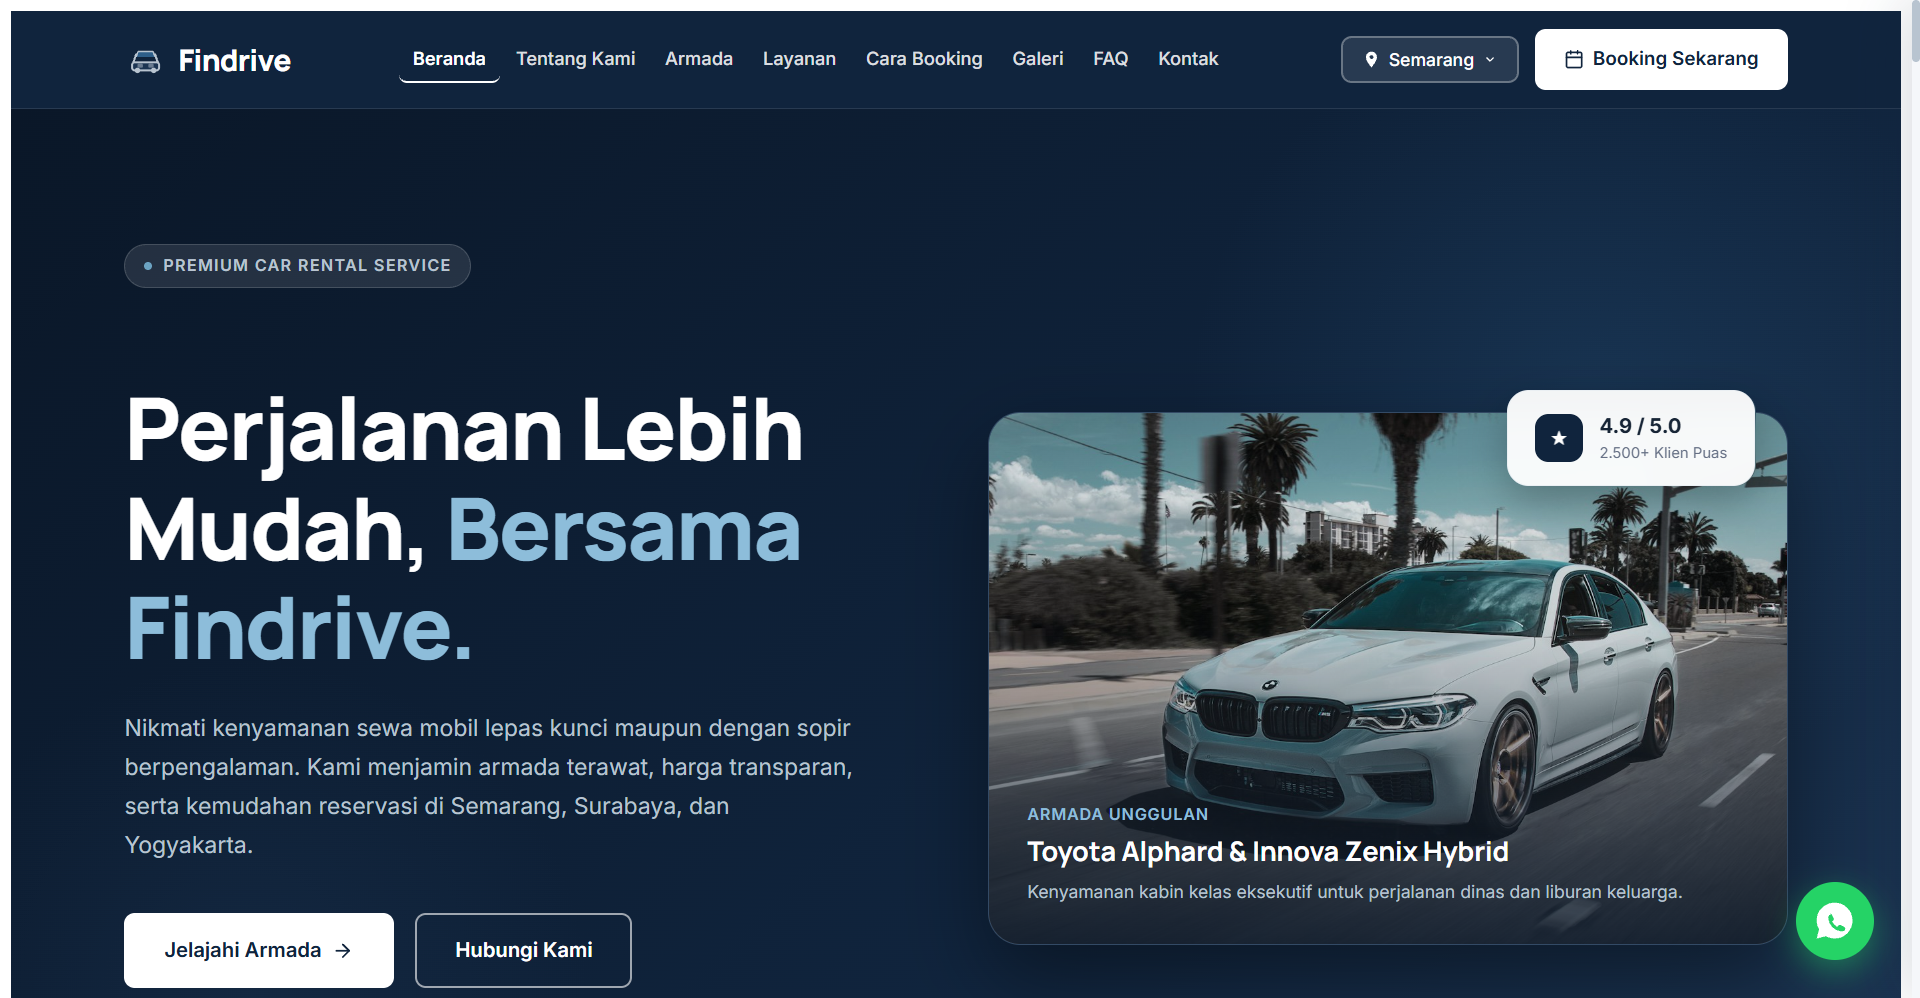 Findrive
Beranda
Tentang Kami
Armada
Layanan
Cara Booking
Galeri
FAQ
Kontak
Semarang
Booking Sekarang
PREMIUM CAR RENTAL SERVICE
Perjalanan Lebih
Mudah, Bersama
Findrive.
Nikmati kenyamanan sewa mobil lepas kunci maupun dengan sopir
berpengalaman. Kami menjamin armada terawat, harga transparan,
serta kemudahan reservasi di Semarang, Surabaya, dan
Yogyakarta.
Jelajahi Armada
Hubungi Kami
4.9 / 5.0
2.500+ Klien Puas
ARMADA UNGGULAN
Toyota Alphard & Innova Zenix Hybrid
Kenyamanan kabin kelas eksekutif untuk perjalanan dinas dan liburan keluarga.